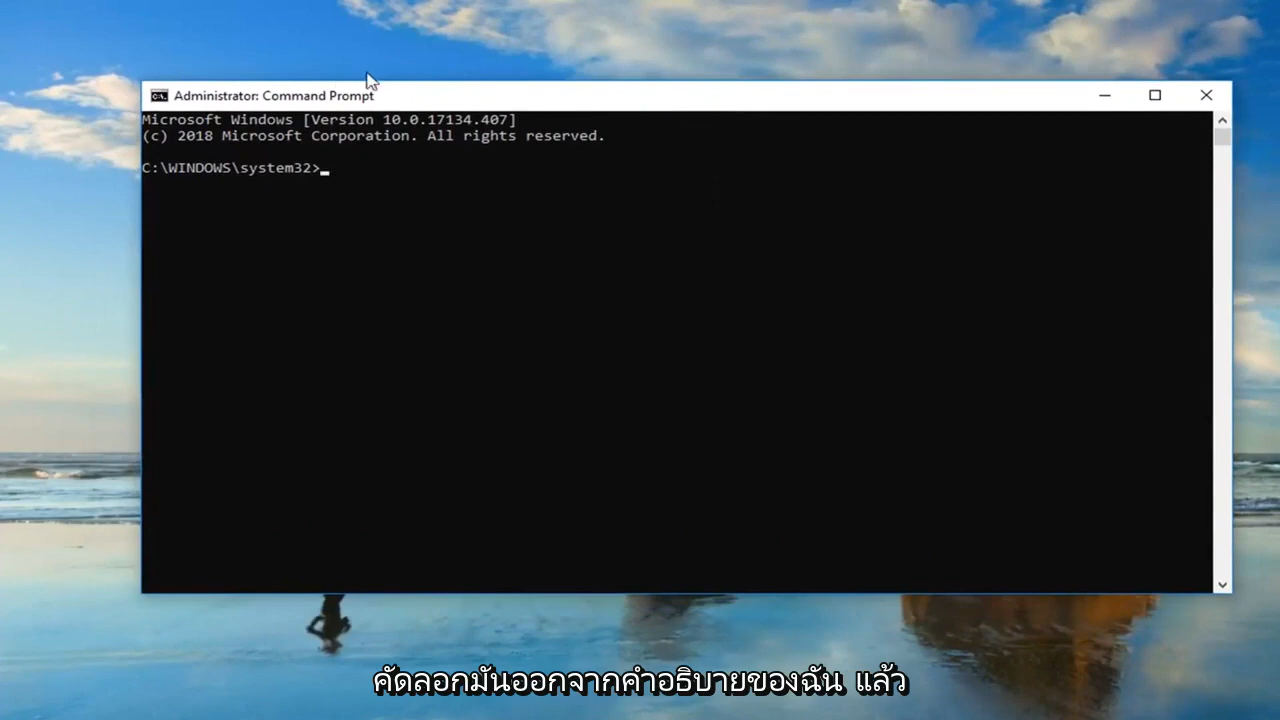 Administrator: Command Prompt
Microsoft Windows [Version 10.0.17134.407]
(c) 2018 Microsoft Corporation. All rights reserved.
C:\WINDOWS\system32>
คัดลอกมันออกจากคำอธิบายของฉัน แล้ว